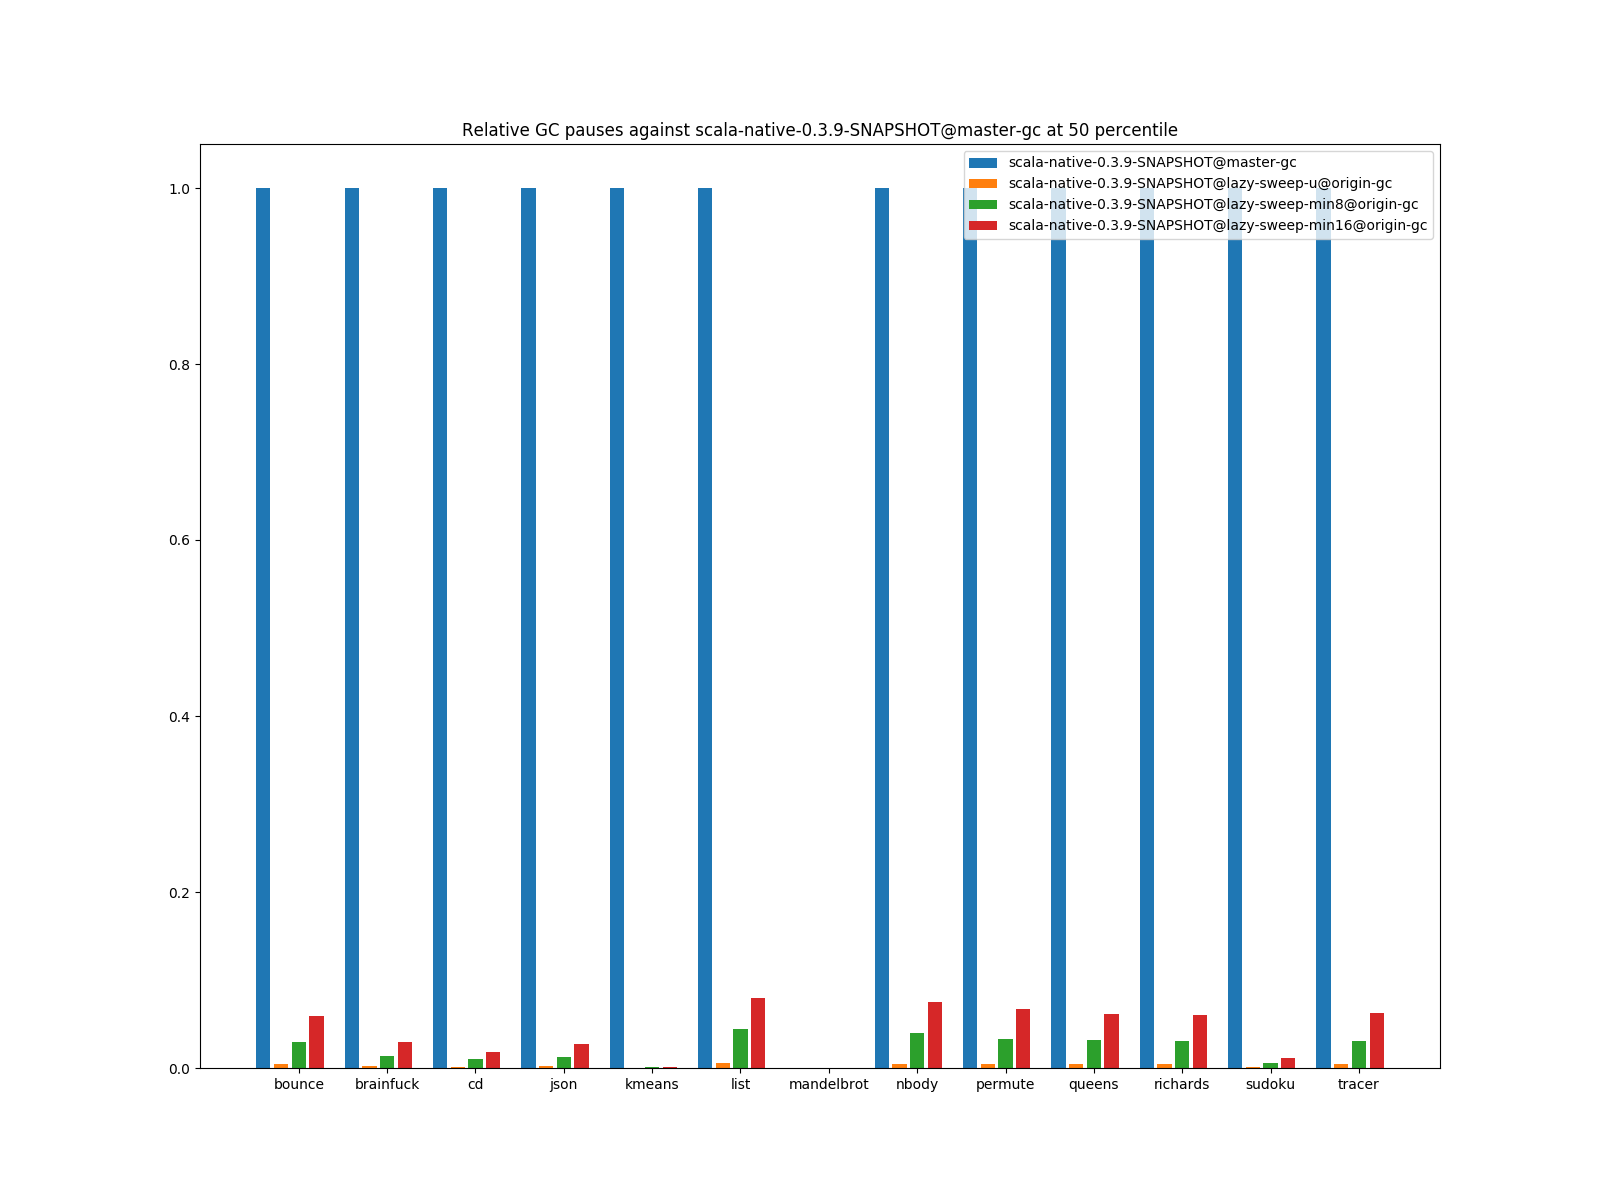 Relative GC pauses against scala-native-0.3.9-SNAPSHOT@master-gc at 50 percentile
scala-native-0.3.9-SNAPSHOT@master-gc
scala-native-0.3.9-SNAPSHOT@lazy-sweep-u@origin-gc
scala-native-0.3.9-SNAPSHOT@lazy-sweep-min8@origin-gc
scala-native-0.3.9-SNAPSHOT@lazy-sweep-min16@origin-gc
1.0
0.8
0.6
0.4
0.2
0.0
bounce brainfuck cd json kmeans list mandelbrot nbody permute queens richards sudoku tracer